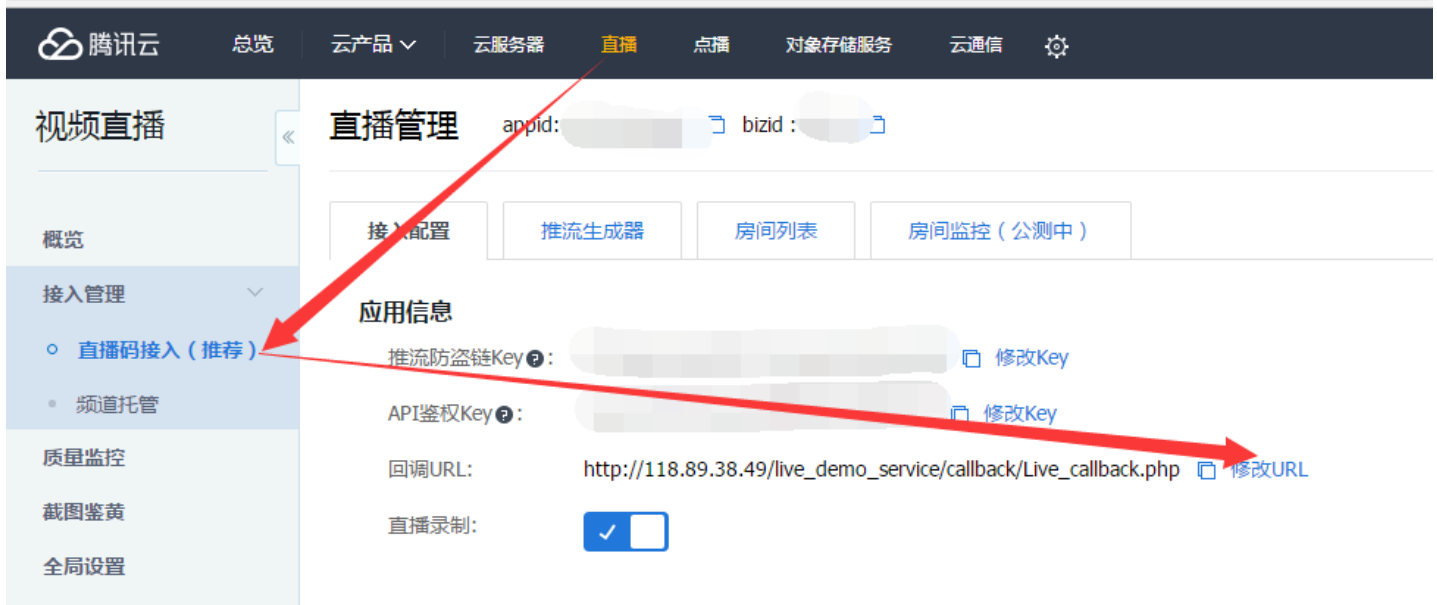 腾讯云 总览 云产品 云服务器 直播 点播 对象存储服务 云通信
视频直播
直播管理 appid: bizid :
接入配置 推流生成器 房间列表 房间监控（公测中）
概览
接入管理
直播码接入（推荐）
频道托管
质量监控
截图鉴黄
全局设置
应用信息
推流防盗链Key ? : 修改Key
API鉴权Key ? : 修改Key
回调URL: http://118.89.38.49/live_demo_service/callback/Live_callback.php 修改URL
直播录制: